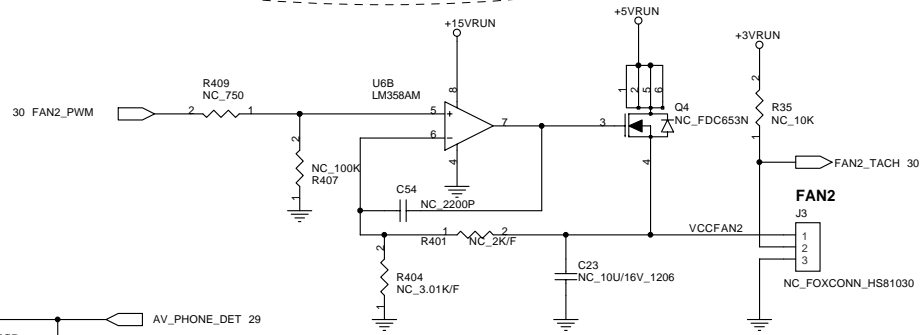 +5VRUN
+15VRUN
+3VRUN
R409
NC_750
U6B
LM358AM
8
1
2
5
6
2
30 FAN2_PWM
2
1
5
+
7
3
Q4
NC_FDC653N
R35
NC_10K
6
-
4
2
NC_100K
R407
1
4
1
FAN2_TACH 30
C54
NC_2200P
FAN2
J3
1
R401
NC_2K/F
2
VCCFAN2
1
2
3
2
R404
NC_3.01K/F
1
C23
NC_10U/16V_1206
NC_FOXCONN_HS81030
AV_PHONE_DET 29